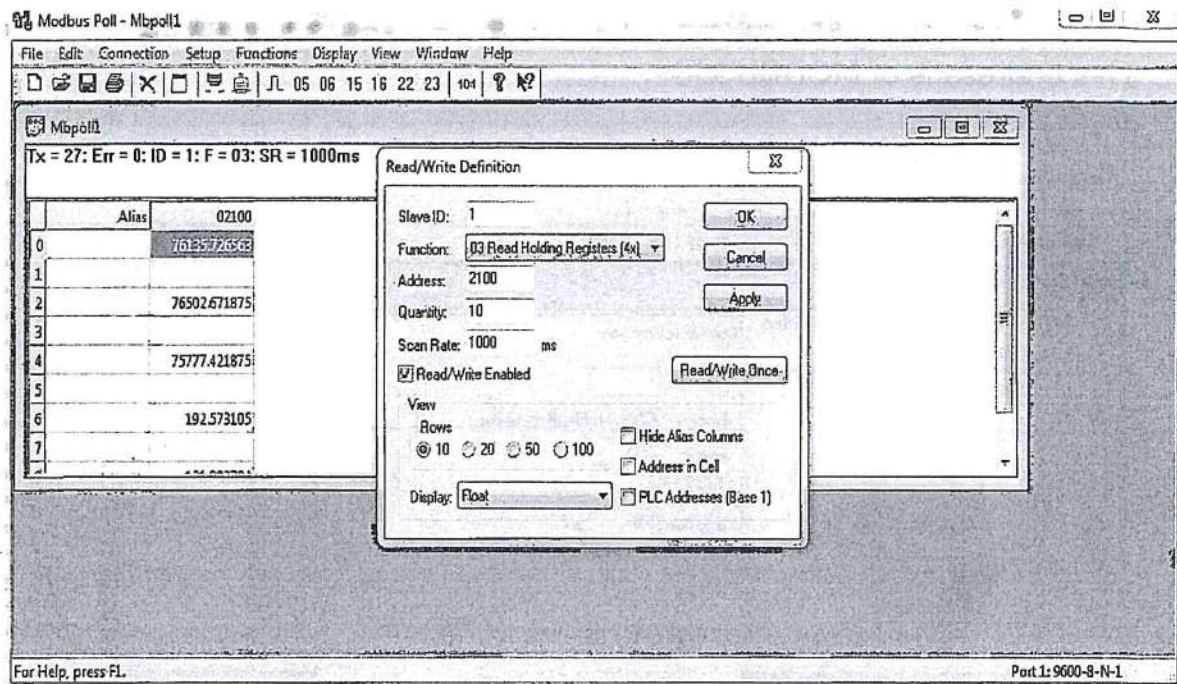 Modbus Poll - Mbpoll1
File Edit Connection Setup Functions Display View Window Help
05 06 15 16 22 23 101
Mbpoll1
Tx = 27: Err = 0: ID = 1: F = 03: SR = 1000ms
Alias 02100
0 76135.726563
1
2 76502.671875
3
4 75777.421875
5
6 192.573105
7
Read/Write Definition
Slave ID: 1
OK
Function: 03 Read Holding Registers (4x)
Cancel
Address: 2100
Apply
Quantity: 10
Scan Rate: 1000 ms
Read/Write Enabled
Read/Write Once
View
Rows
10 20 50 100
Hide Alias Columns
Address in Cell
Display: Float
PLC Addresses (Base 1)
For Help, press F1.
Port 1: 9600-8-N-1